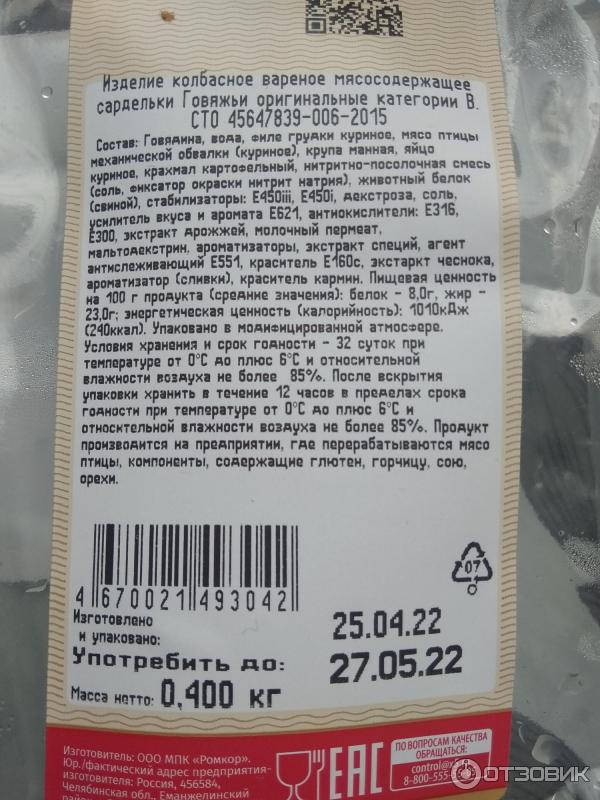 Изделие колбасное вареное мясосодержащее
сардельки Говяжьи оригинальные категории В.
СТО 45647839-006-2015
Состав: Говядина, вода, филе грудки куриное, мясо птицы
механической обвалки (куриное), крупа манная, яйцо
куриное, крахмал картофельный, нитритно-посолочная смесь
(соль, фиксатор окраски нитрит натрия), животный белок
(свиной), стабилизаторы: Е450iii, Е450i, декстроза, соль,
усилитель вкуса и аромата Е621, антиокислители: Е316,
Е300, экстракт дрожжей, молочный пермеат,
мальтодекстрин, ароматизаторы, экстракт специй, агент
антислеживающий Е551, краситель Е160с, экстаркт чеснока,
ароматизатор (сливки), краситель кармин. Пищевая ценность
на 100 г продукта (средние значения): белок - 8,0г, жир -
23,0г; энергетическая ценность (калорийность): 1010кДж
(240ккал). Упаковано в модифицированной атмосфере.
Условия хранения и срок годности - 32 суток при
температуре от 0°С до плюс 6°С и относительной
влажности воздуха не более 85%. После вскрытия
упаковки хранить в течение 12 часов в пределах срока
годности при температуре от 0°С до плюс 6°С и
относительной влажности воздуха не более 85%. Продукт
производится на предприятии, где перерабатываются мясо
птицы, компоненты, содержащие глютен, горчицу, сою,
орехи.
4 670021 493042
07
Изготовлено
и упаковано: 25.04.22
Употребить до: 27.05.22
Масса нетто: 0,400 кг
Изготовитель: ООО МПК «Ромкор».
Юр./фактический адрес предприятия-
изготовителя: Россия, 456584,
Челябинская обл., Еманжелинский
EAC
ПО ВОПРОСАМ КАЧЕСТВА
ОБРАЩАТЬСЯ:
8-800-555-
ОТЗОВИК